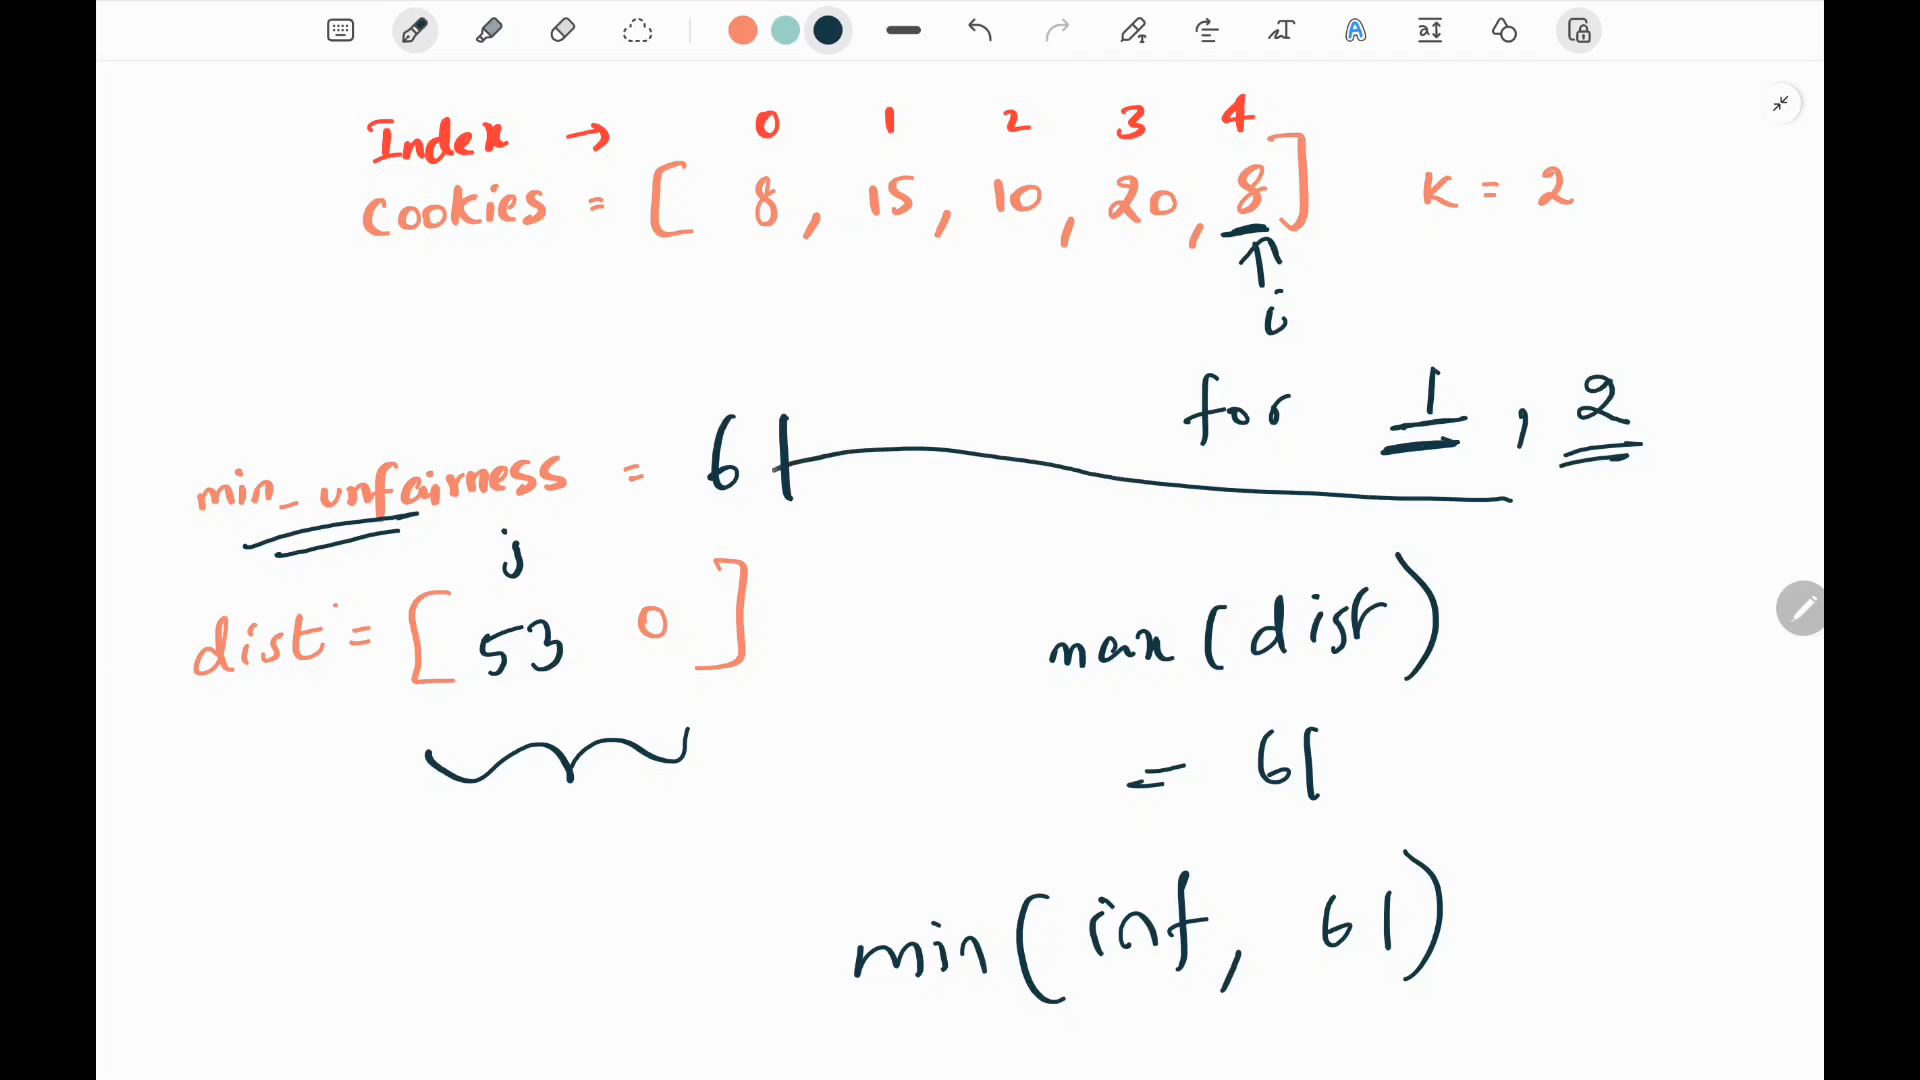 Index → 0 1 2 3 4
cookies = [ 8, 15, 10, 20, 8 ] K = 2
↑
i
for 1, 2
min_unfairness = 61
j
dist = [ 53 0 ]
max (dist)
= 61
min (inf, 61)